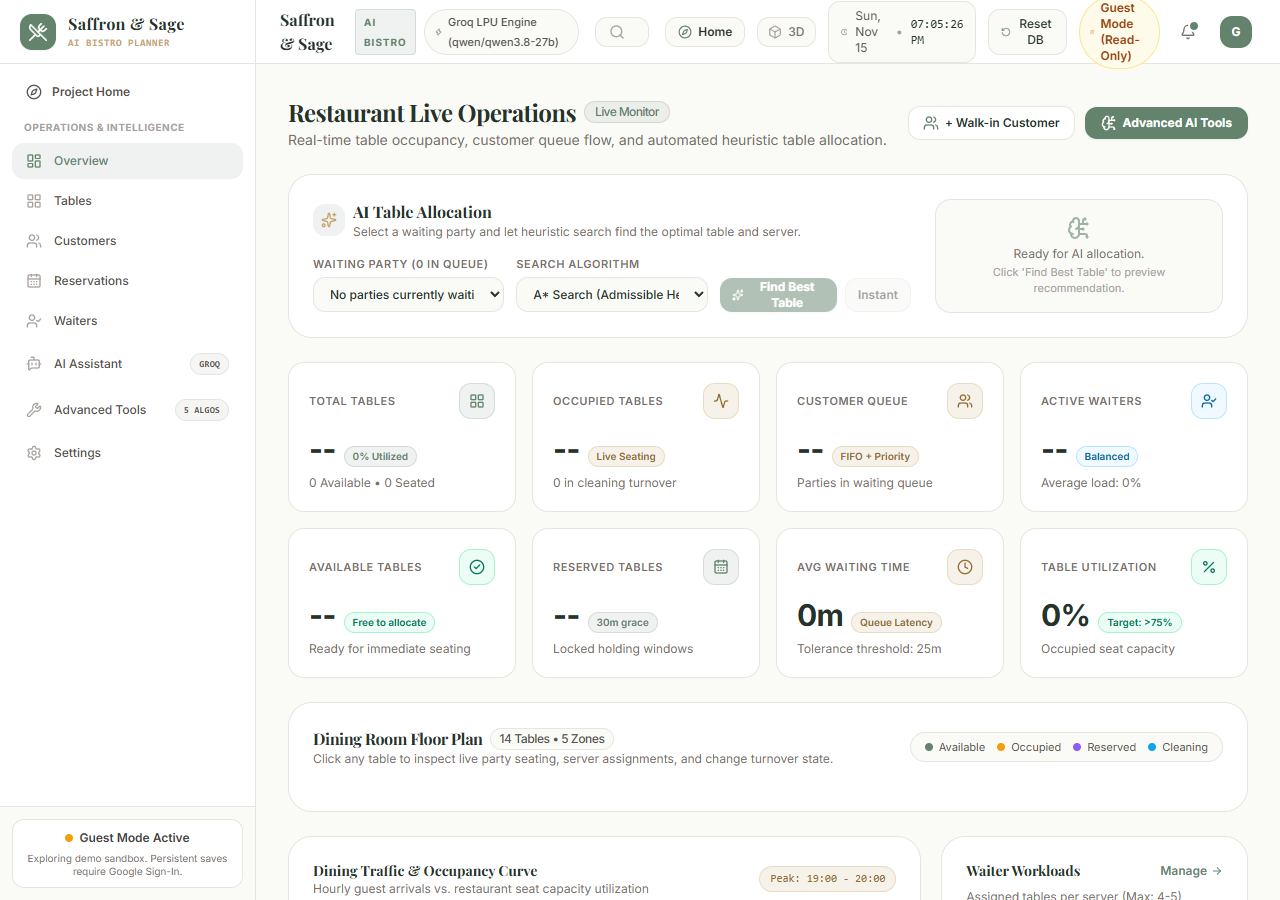 Saffron & Sage
AI BISTRO PLANNER
Project Home
OPERATIONS & INTELLIGENCE
Overview
Tables
Customers
Reservations
Waiters
AI Assistant GROQ
Advanced Tools 5 ALGOS
Settings
Guest Mode Active
Exploring demo sandbox. Persistent saves
require Google Sign-In.
Saffron
& Sage
AI
BISTRO
Groq LPU Engine
(qwen/qwen3.8-27b)
Home
3D
Sun,
Nov
15
07:05:26
PM
Reset
DB
Guest
Mode
(Read-
Only)
G
Restaurant Live Operations Live Monitor
Real-time table occupancy, customer queue flow, and automated heuristic table allocation.
+ Walk-in Customer
Advanced AI Tools
AI Table Allocation
Select a waiting party and let heuristic search find the optimal table and server.
WAITING PARTY (0 IN QUEUE)
No parties currently waiti
SEARCH ALGORITHM
A* Search (Admissible He
Find Best
Table
Instant
Ready for AI allocation.
Click 'Find Best Table' to preview
recommendation.
TOTAL TABLES
-- 0% Utilized
0 Available • 0 Seated
OCCUPIED TABLES
-- Live Seating
0 in cleaning turnover
CUSTOMER QUEUE
-- FIFO + Priority
Parties in waiting queue
ACTIVE WAITERS
-- Balanced
Average load: 0%
AVAILABLE TABLES
-- Free to allocate
Ready for immediate seating
RESERVED TABLES
-- 30m grace
Locked holding windows
AVG WAITING TIME
0m Queue Latency
Tolerance threshold: 25m
TABLE UTILIZATION
0% Target: >75%
Occupied seat capacity
Dining Room Floor Plan 14 Tables • 5 Zones
Click any table to inspect live party seating, server assignments, and change turnover state.
Available Occupied Reserved Cleaning
Dining Traffic & Occupancy Curve
Hourly guest arrivals vs. restaurant seat capacity utilization
Peak: 19:00 - 20:00
Waiter Workloads
Manage →
Assigned tables per server (Max: 4-5)